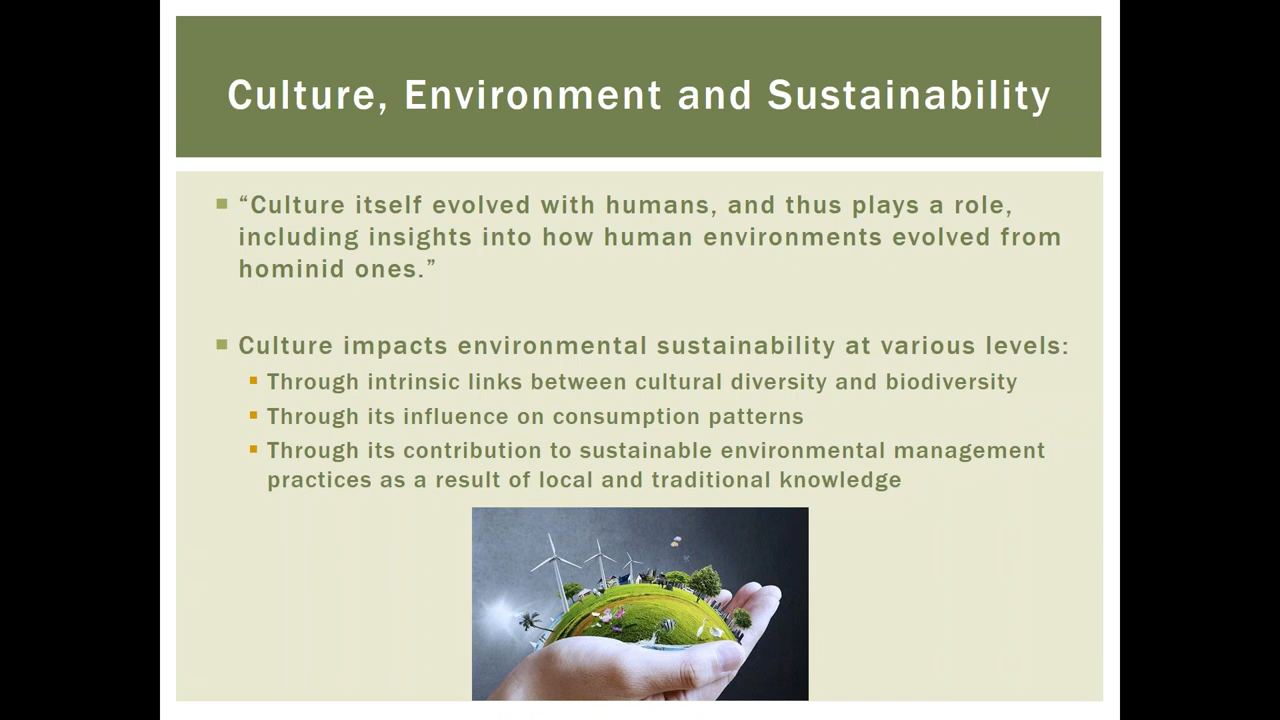 Culture, Environment and Sustainability
“Culture itself evolved with humans, and thus plays a role,
including insights into how human environments evolved from
hominid ones.”
Culture impacts environmental sustainability at various levels:
Through intrinsic links between cultural diversity and biodiversity
Through its influence on consumption patterns
Through its contribution to sustainable environmental management
practices as a result of local and traditional knowledge